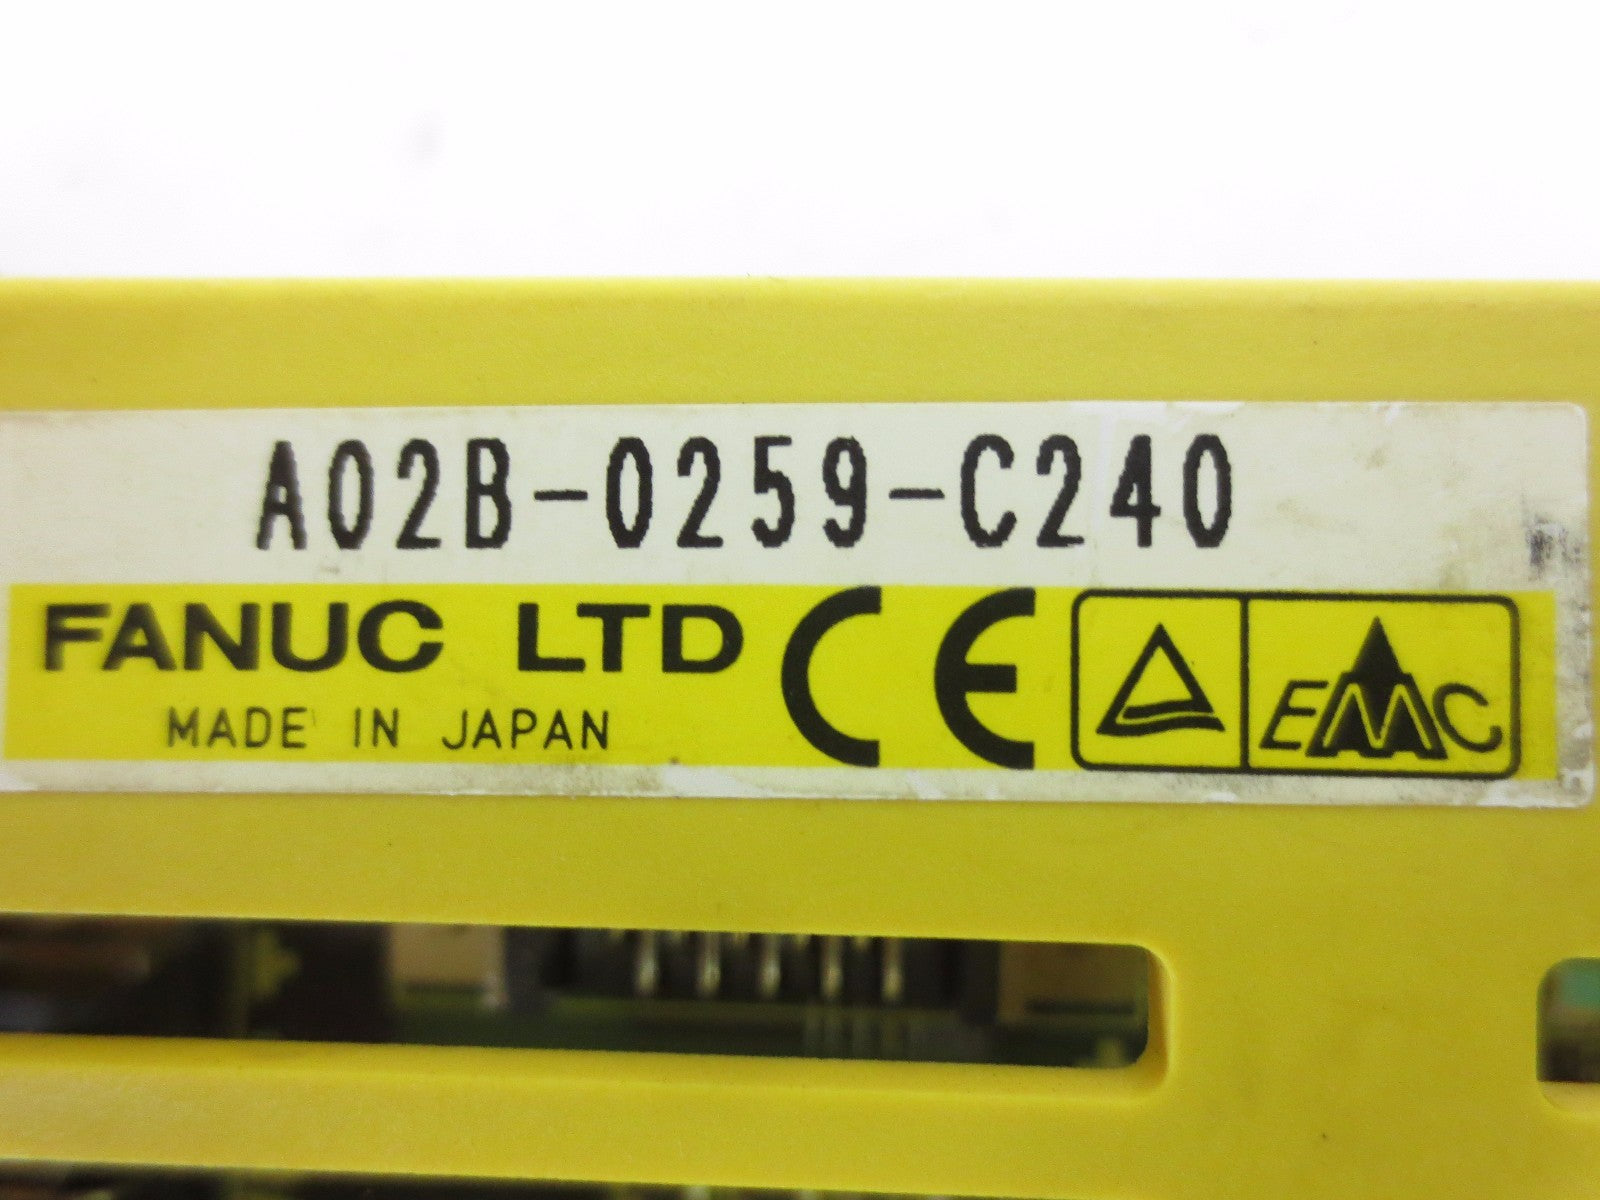 A02B-0259-C240
FANUC LTD CE EMC
MADE IN JAPAN